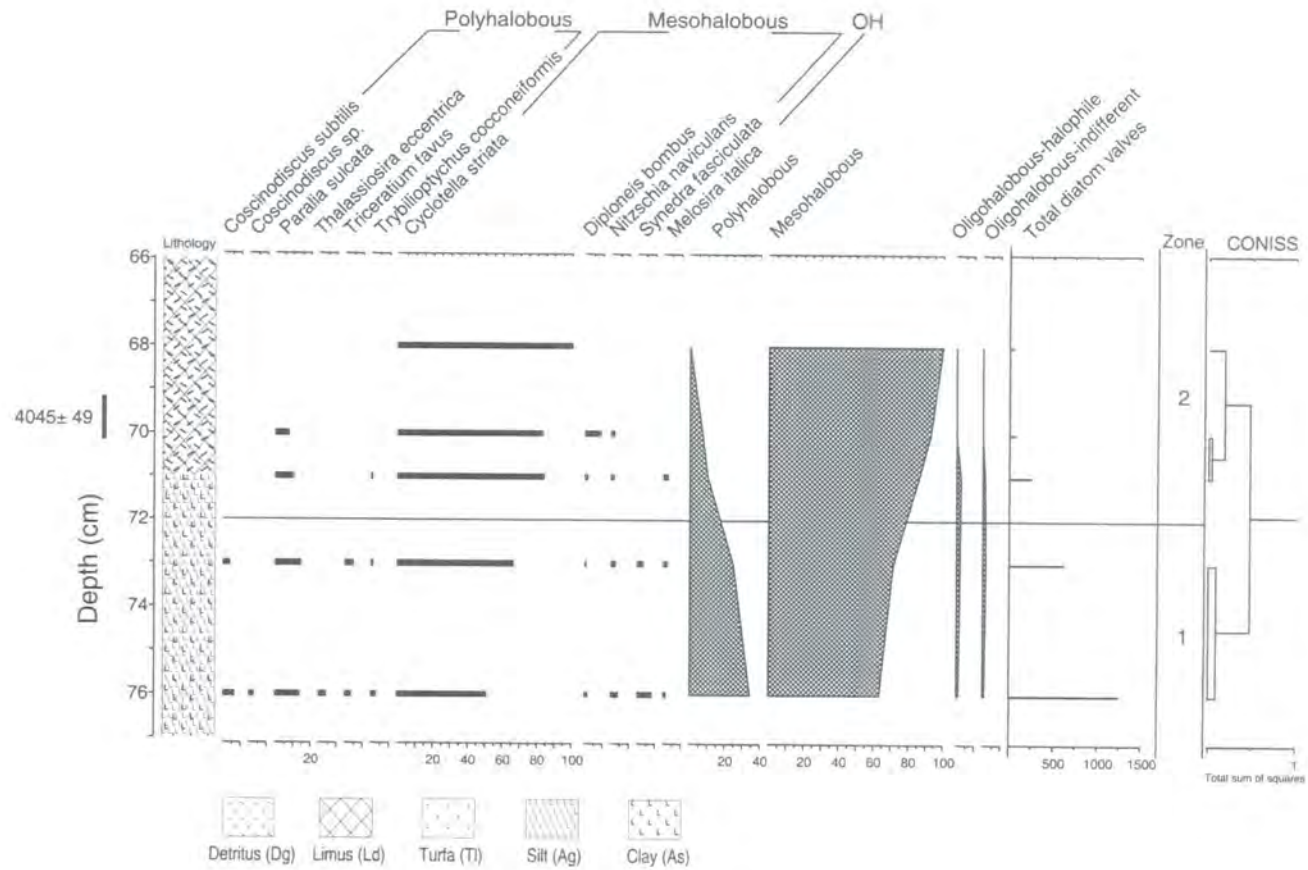 Polyhalobous Mesohalobous OH
Coscinodiscus subtilis
Coscinodiscus sp.
Paralia sulcata
Thalassiosira eccentrica
Triceratium favus
Tryblioptychus cocconeiformis
Cyclotella striata
Diploneis bombus
Nitzschia navicularis
Synedra fasciculata
Melosira italica
Polyhalobous
Mesohalobous
Oligohalobous-halophile
Oligohalobous-indifferent
Total diatom valves
Lithology Zone CONISS
66
68
4045± 49
70
72
74
76
Depth (cm)
2
1
20 20 40 60 80 100 20 40 20 40 60 80 100 500 1000 1500 1
Total sum of squares
Detritus (Dg) Limus (Ld) Turfa (Tl) Silt (Ag) Clay (As)